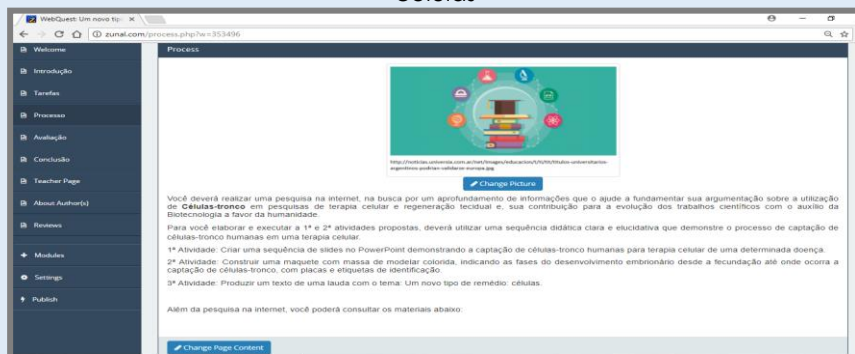 WebQuest: Um novo tip
zunal.com/process.php?w=353496
Welcome
Introdução
Tarefas
Processo
Avaliação
Conclusão
Teacher Page
About Author(s)
Reviews
Modules
Settings
Publish
Process
Change Picture
Você deverá realizar uma pesquisa na internet, na busca por um aprofundamento de informações que o ajude a fundamentar sua argumentação sobre a utilização
de Células-tronco em pesquisas de terapia celular e regeneração tecidual e, sua contribuição para a evolução dos trabalhos científicos com o auxílio da
Biotecnologia a favor da humanidade.
Para você elaborar e executar a 1ª e 2ª atividades propostas, deverá utilizar uma sequência didática clara e elucidativa que demonstre o processo de captação de
células-tronco humanas em uma terapia celular.
1ª Atividade: Criar uma sequência de slides no PowerPoint demonstrando a captação de células-tronco humanas para terapia celular de uma determinada doença.
2ª Atividade: Construir uma maquete com massa de modelar colorida, indicando as fases do desenvolvimento embrionário desde a fecundação até onde ocorra a
captação de células-tronco, com placas e etiquetas de identificação.
3ª Atividade: Produzir um texto de uma lauda com o tema: Um novo tipo de remédio: células.
Além da pesquisa na internet, você poderá consultar os materiais abaixo:
Change Page Content